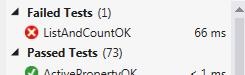 Failed Tests (1)
ListAndCountOK 66 ms
Passed Tests (73)
ActivePropertyOK < 1 ms